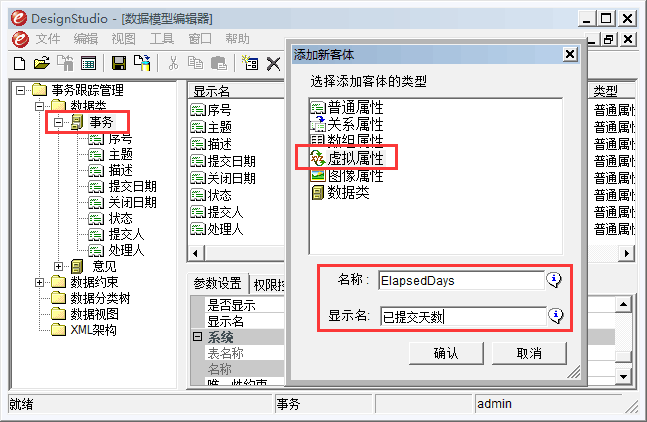 DesignStudio - [数据模型编辑器]
文件 编辑 视图 工具 窗口 帮助
事务跟踪管理
数据类
事务
序号
主题
描述
提交日期
关闭日期
状态
提交人
处理人
意见
数据约束
数据分类树
数据视图
XML架构
显示名
序号
主题
描述
提交日期
关闭日期
状态
提交人
处理人
类型
普通属
普通属
普通属
普通属
普通属
普通属
普通属
普通属
参数设置 权限
是否显示
显示名
系统
表名称
名称
唯一性约束
添加新客体
选择添加客体的类型
普通属性
关系属性
数组属性
虚拟属性
图像属性
数据类
名称: ElapsedDays
显示名: 已提交天数
确认 取消
就绪 事务 admin